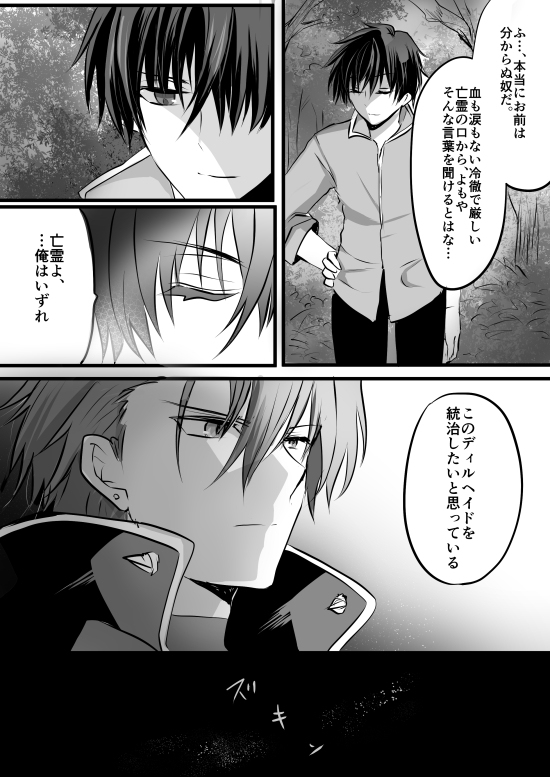 ふ…、本当にお前は
分からぬ奴だ。
血も涙もない冷徹で厳しい
亡霊の口から、よもや
そんな言葉を聞けるとはな…
亡霊よ、
…俺はいずれ
このディルヘイドを
統治したいと思っている
ズキン